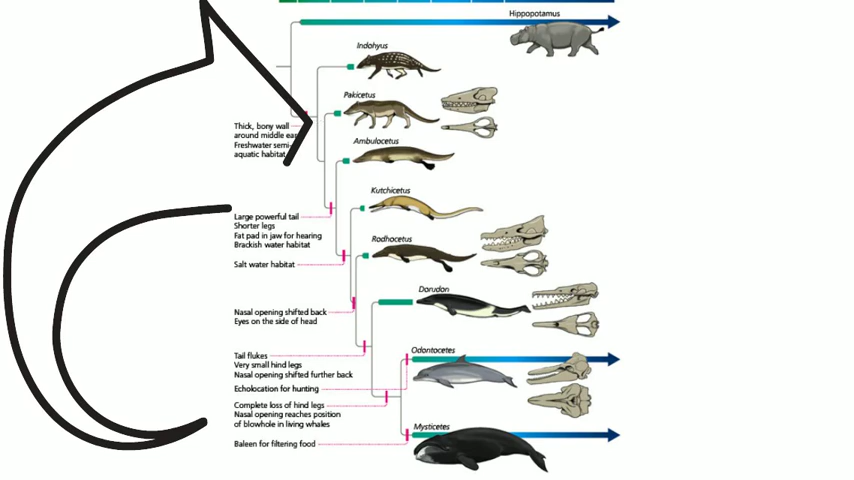 Hippopotamus
Indohyus
Pakicetus
Thick, bony wall
around middle ear
Freshwater semi-
aquatic habitat
Ambulocetus
Kutchicetus
Large powerful tail
Shorter legs
Fat pad in jaw for hearing
Brackish water habitat
Rodhocetus
Salt water habitat
Dorudon
Nasal opening shifted back
Eyes on the side of head
Odontocetes
Tail flukes
Very small hind legs
Nasal opening shifted further back
Echolocation for hunting
Complete loss of hind legs
Nasal opening reaches position
of blowhole in living whales
Mysticetes
Baleen for filtering food